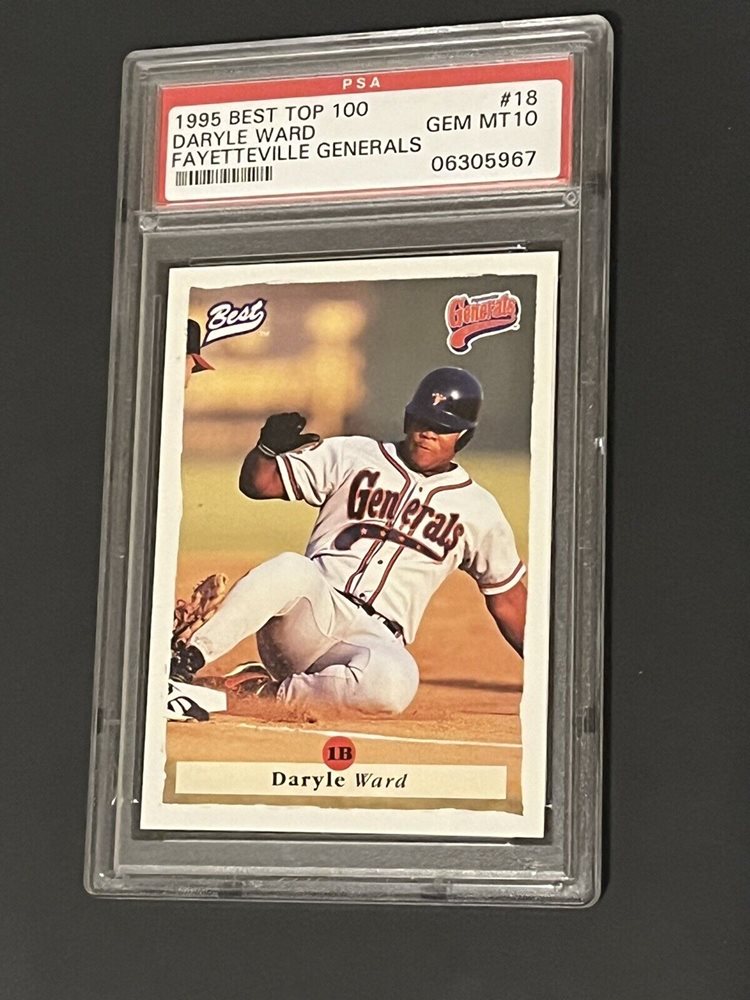 PSA
1995 BEST TOP 100 #18
DARYLE WARD GEM MT10
FAYETTEVILLE GENERALS 06305967
Best
Generals
Generals
1B
Daryle Ward